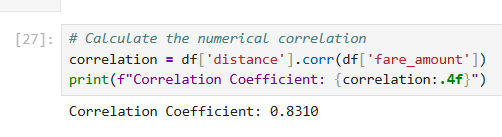 [27]: # Calculate the numerical correlation
correlation = df['distance'].corr(df['fare_amount'])
print(f"Correlation Coefficient: {correlation:.4f}")
Correlation Coefficient: 0.8310